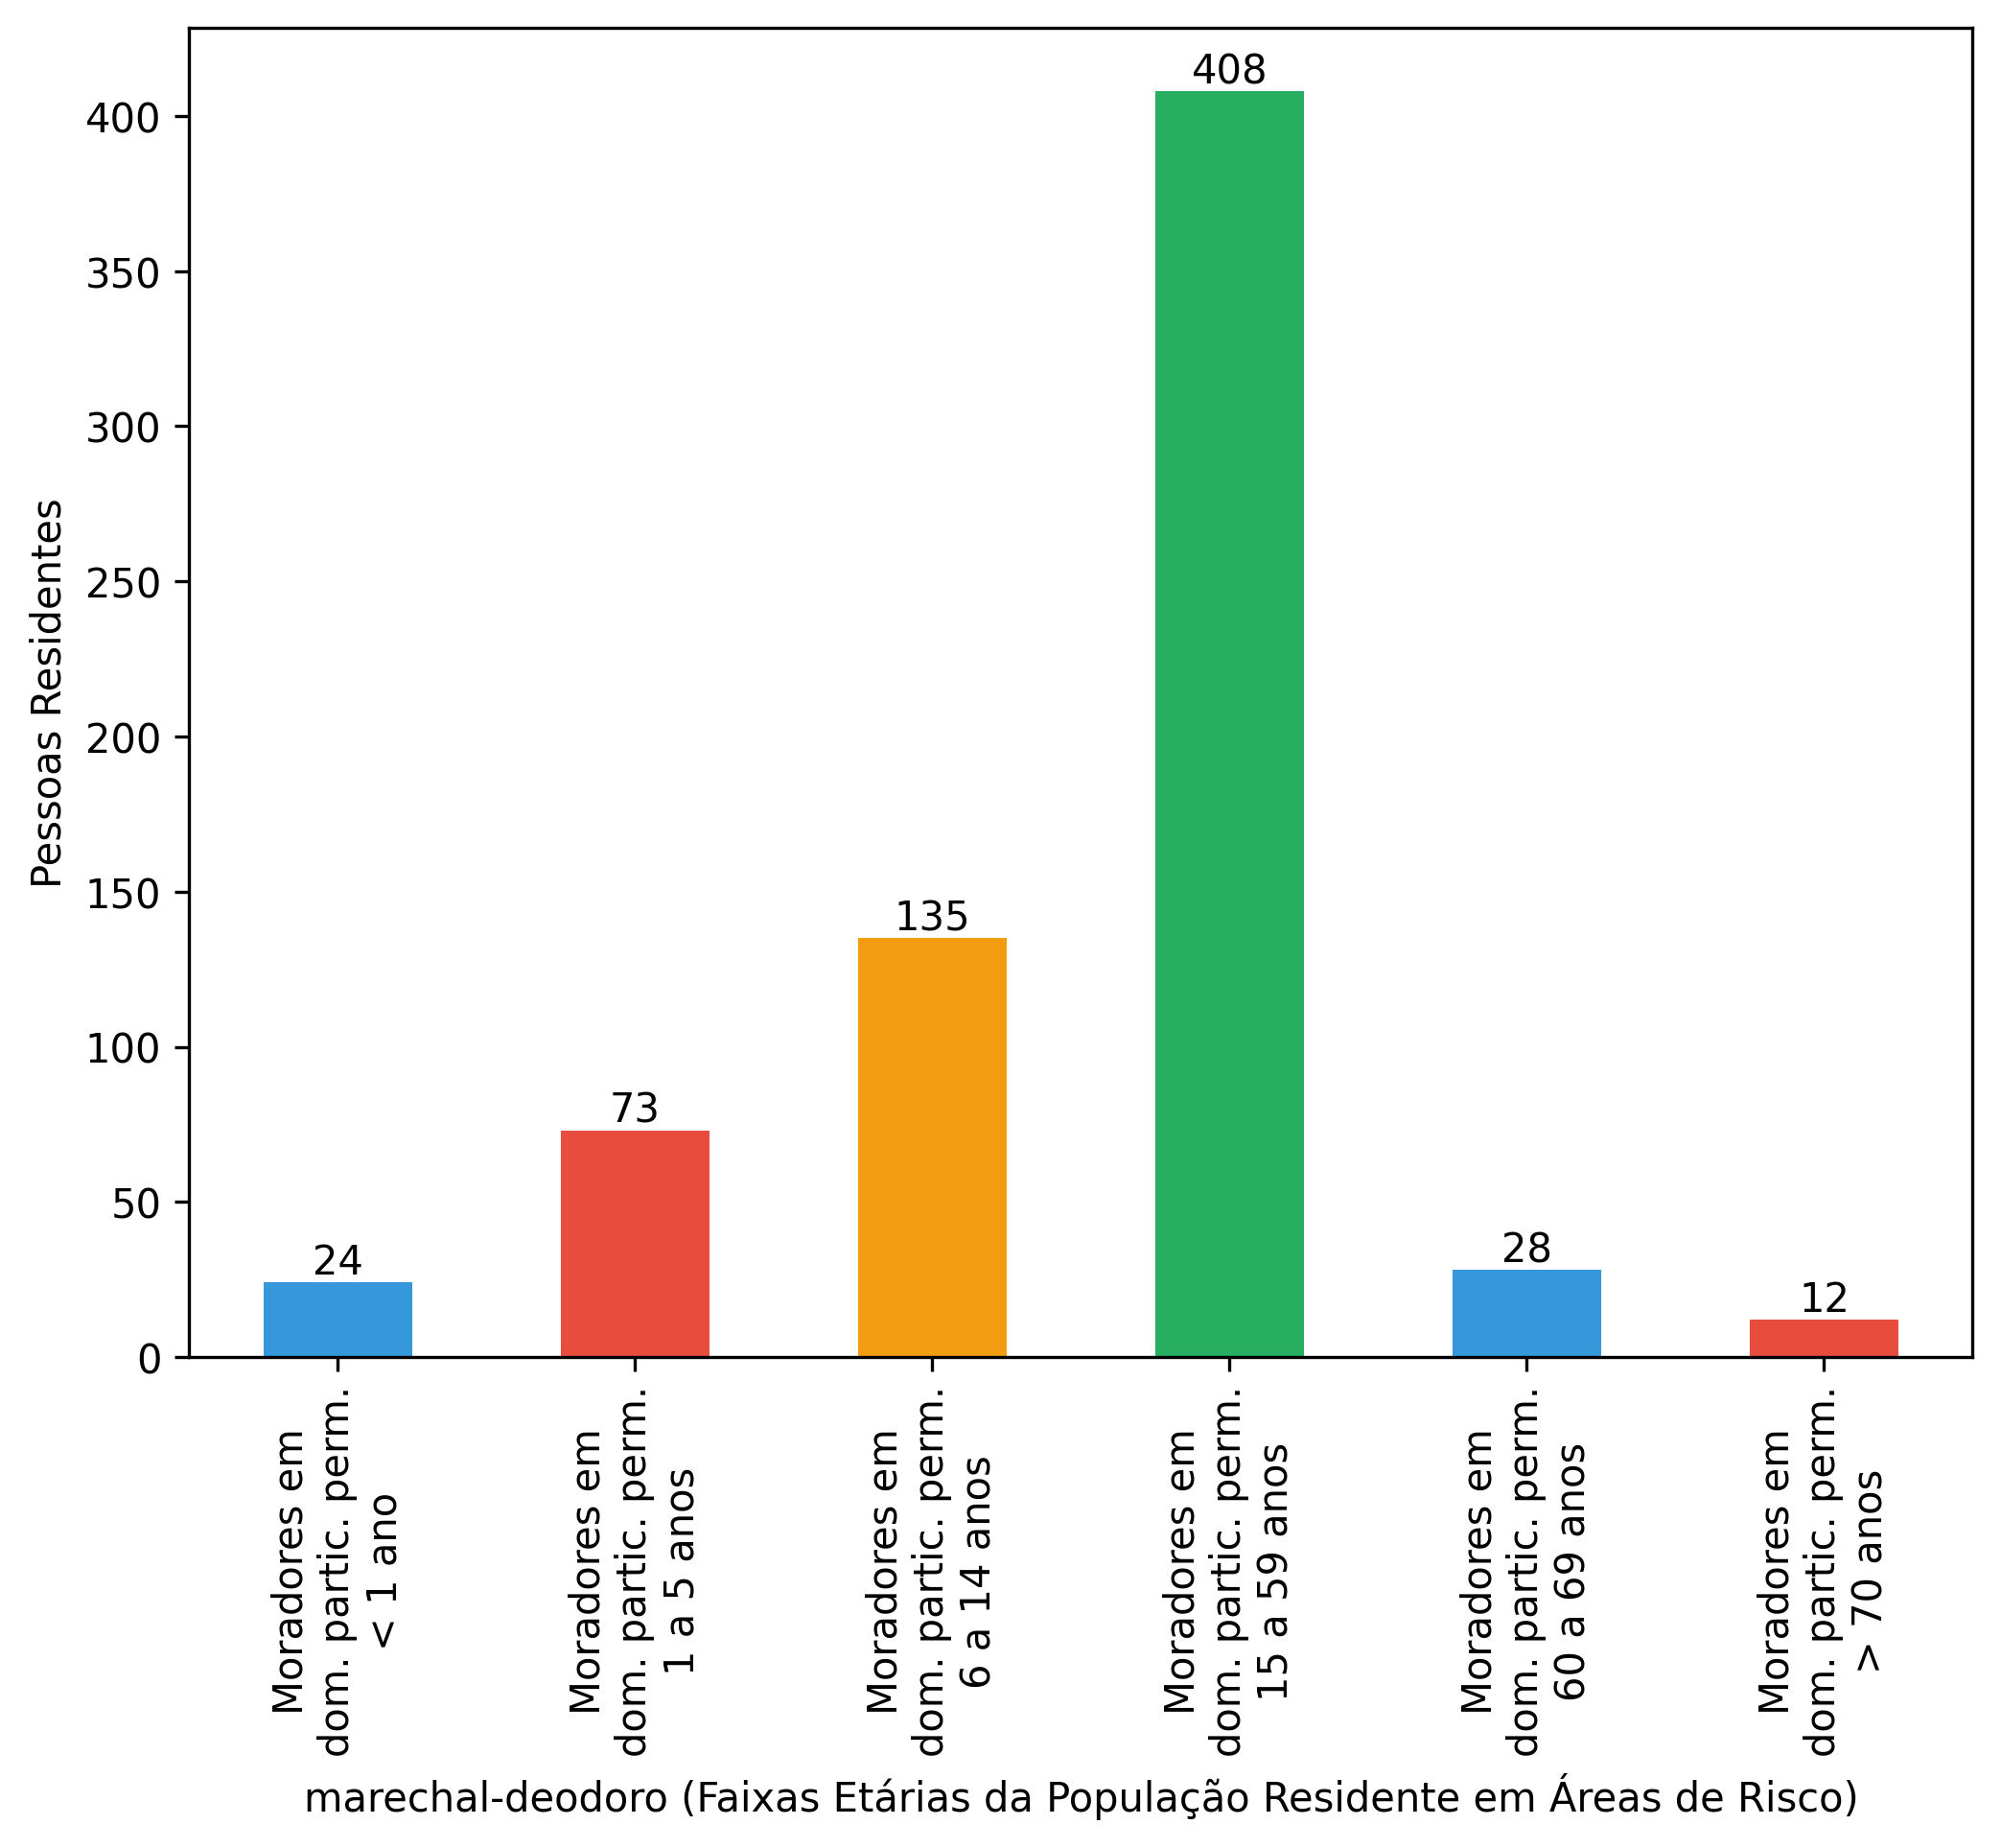 Pessoas Residentes
400
350
300
250
200
150
100
50
0
24
73
135
408
28
12
Moradores em
dom. partic. perm.
< 1 ano
Moradores em
dom. partic. perm.
1 a 5 anos
Moradores em
dom. partic. perm.
6 a 14 anos
Moradores em
dom. partic. perm.
15 a 59 anos
Moradores em
dom. partic. perm.
60 a 69 anos
Moradores em
dom. partic. perm.
> 70 anos
marechal-deodoro (Faixas Etárias da População Residente em Áreas de Risco)